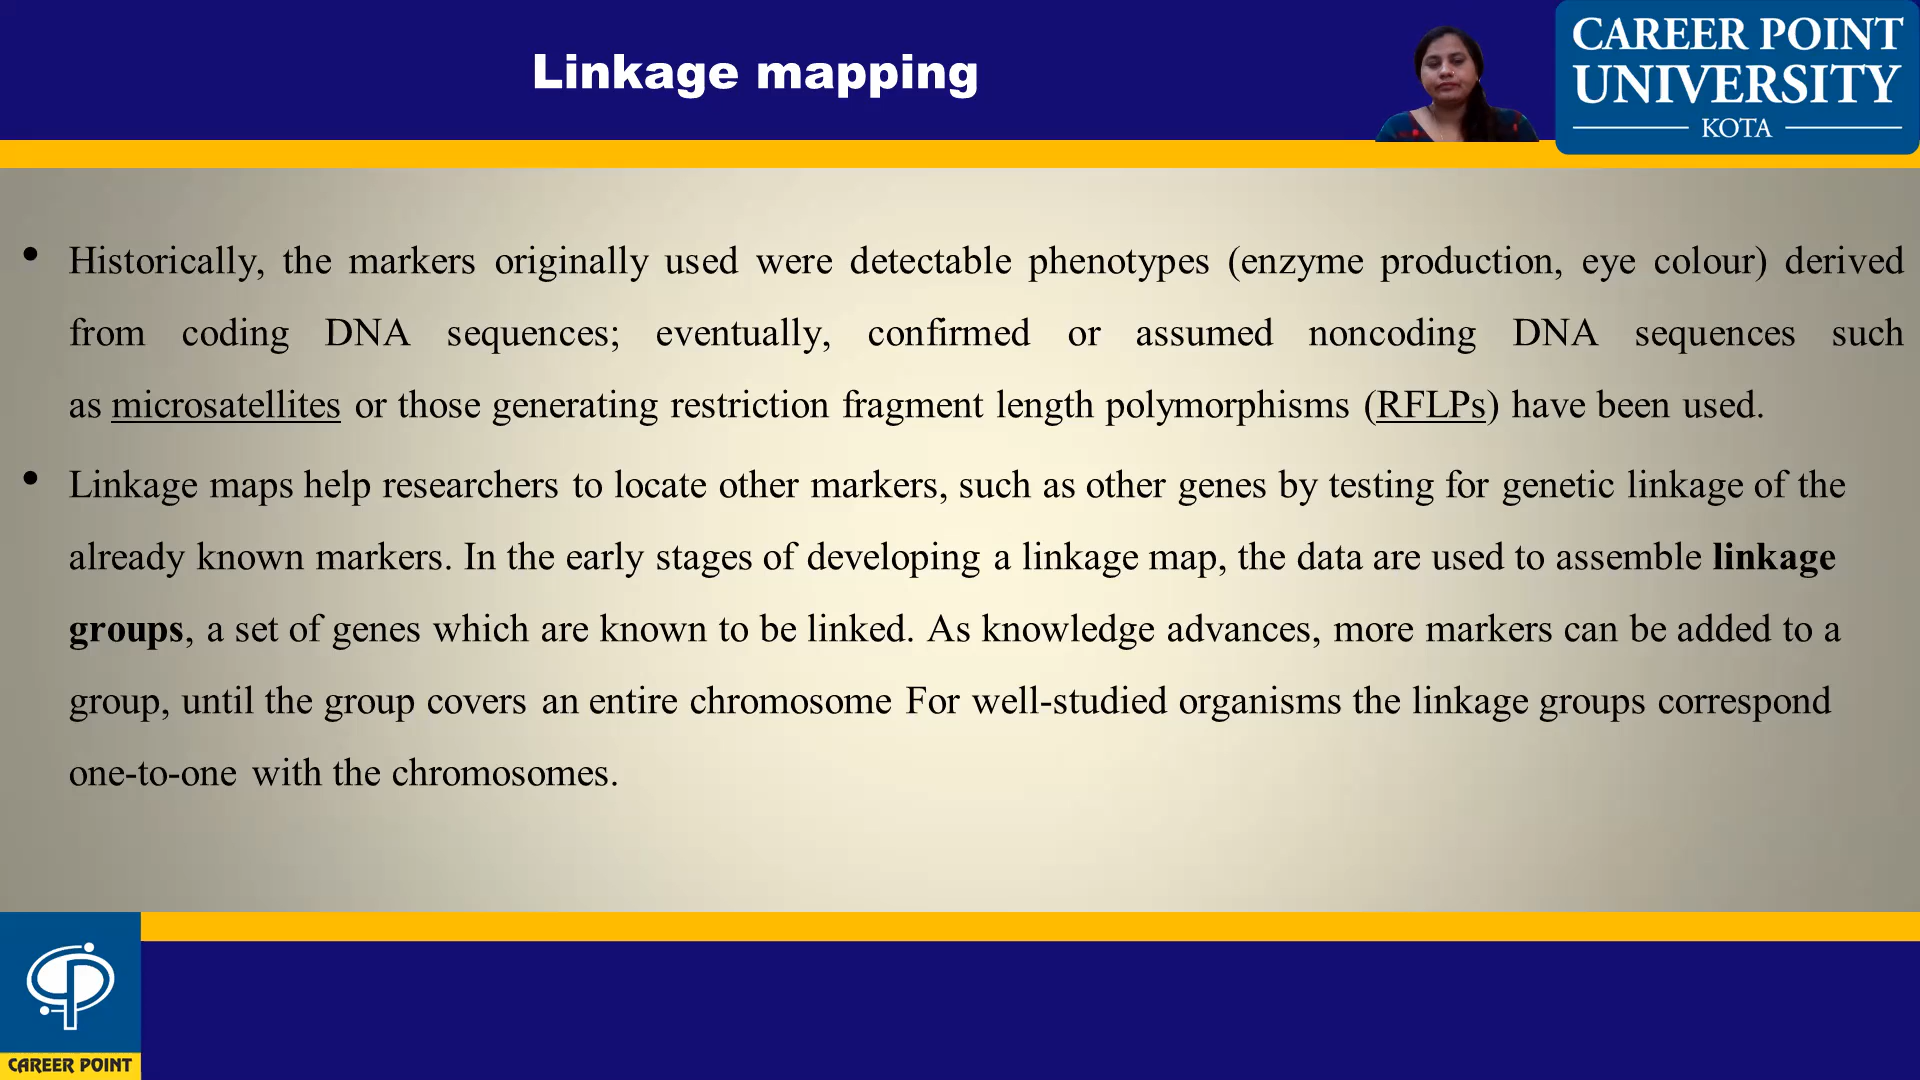 Linkage mapping
CAREER POINT
UNIVERSITY
KOTA
• Historically, the markers originally used were detectable phenotypes (enzyme production, eye colour) derived
from coding DNA sequences; eventually, confirmed or assumed noncoding DNA sequences such
as microsatellites or those generating restriction fragment length polymorphisms (RFLPs) have been used.
• Linkage maps help researchers to locate other markers, such as other genes by testing for genetic linkage of the
already known markers. In the early stages of developing a linkage map, the data are used to assemble linkage
groups, a set of genes which are known to be linked. As knowledge advances, more markers can be added to a
group, until the group covers an entire chromosome For well-studied organisms the linkage groups correspond
one-to-one with the chromosomes.
CAREER POINT